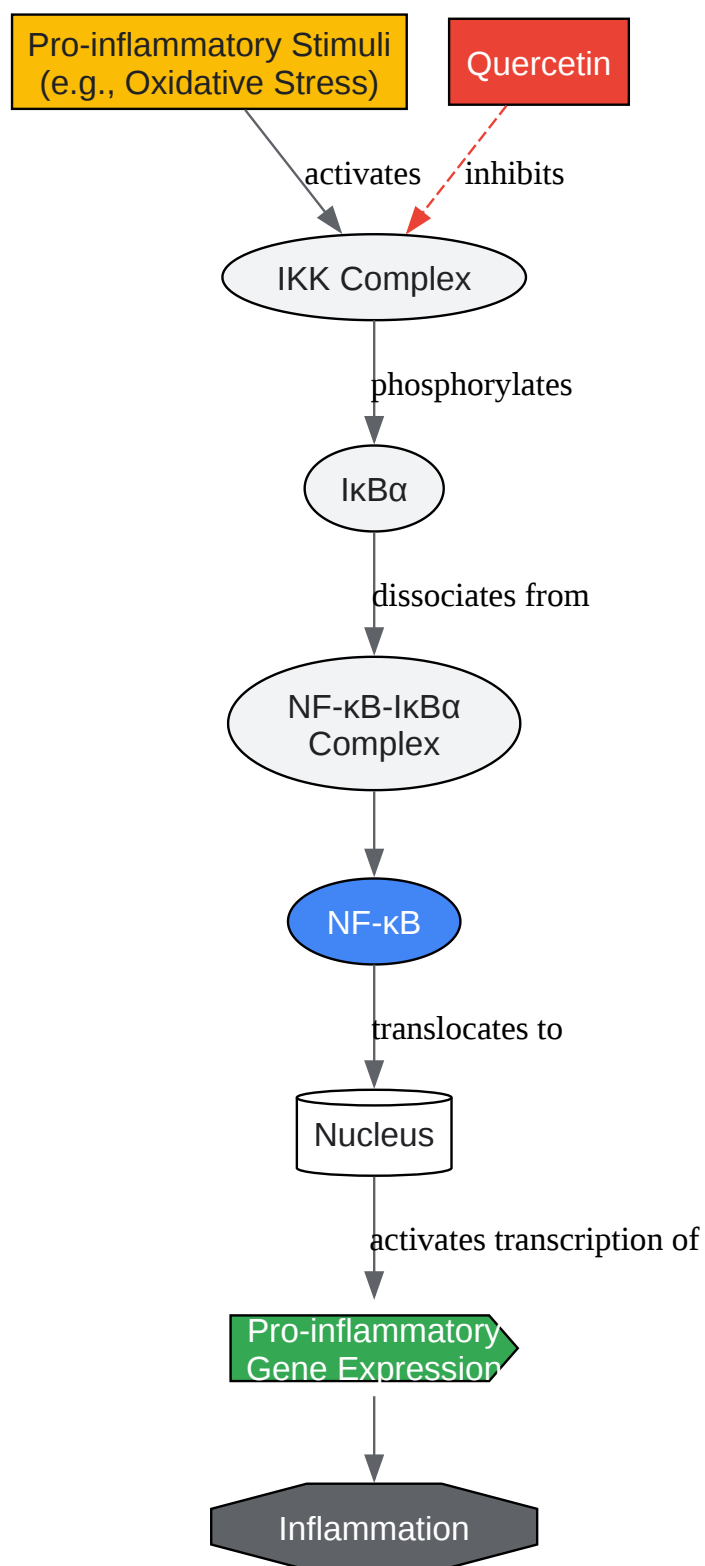 Pro-inflammatory Stimuli
(e.g., Oxidative Stress)
Quercetin
activates
inhibits
IKK Complex
phosphorylates
IκBα
dissociates from
NF-κB-IκBα
Complex
NF-κB
translocates to
Nucleus
activates transcription of
Pro-inflammatory
Gene Expression
Inflammation